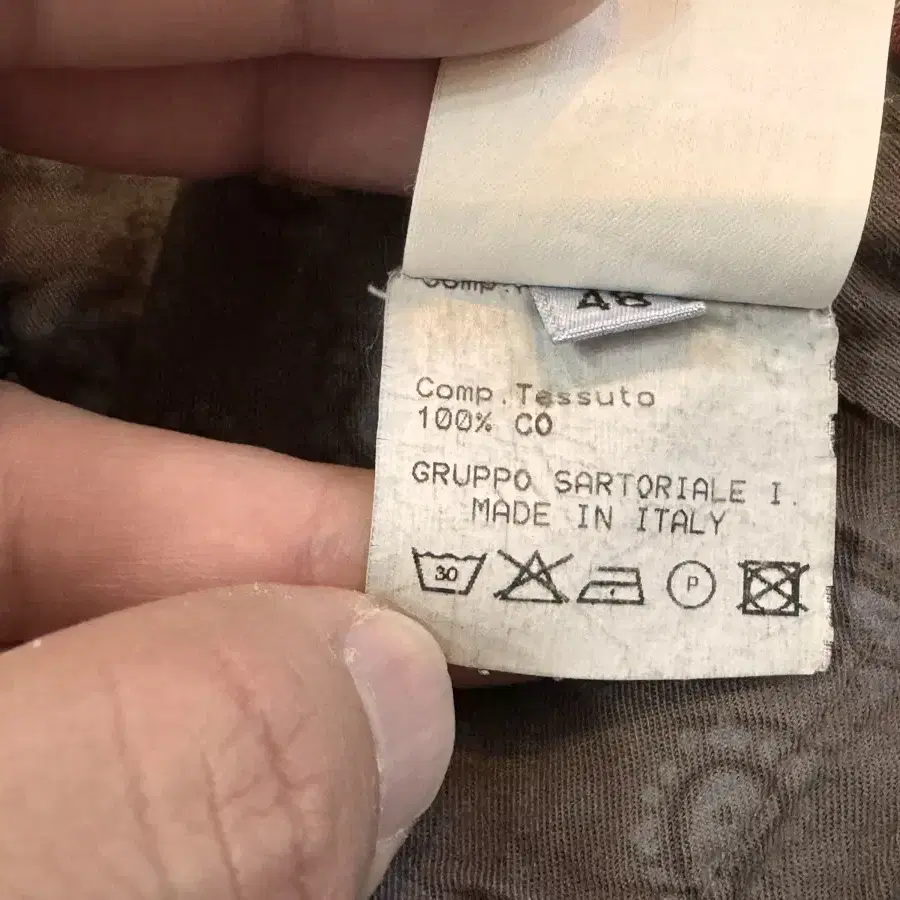 48
Comp.Tessuto
100% CO
GRUPPO SARTORIALE I.
MADE IN ITALY
30
P